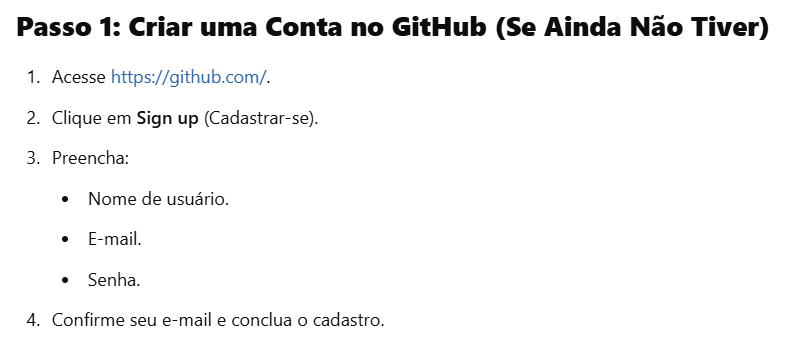 Passo 1: Criar uma Conta no GitHub (Se Ainda Não Tiver)
1. Acesse https://github.com/.
2. Clique em Sign up (Cadastrar-se).
3. Preencha:
• Nome de usuário.
• E-mail.
• Senha.
4. Confirme seu e-mail e conclua o cadastro.